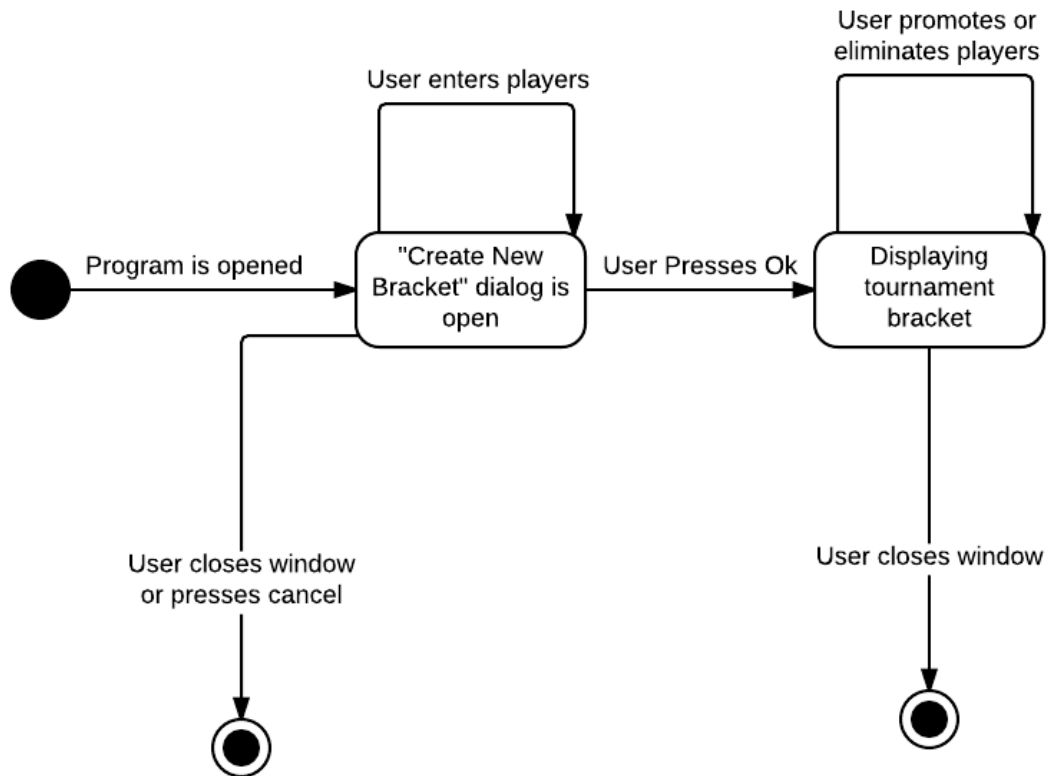 User promotes or
eliminates players
User enters players
Program is opened
"Create New
Bracket" dialog is
open
User Presses Ok
Displaying
tournament
bracket
User closes window
or presses cancel
User closes window